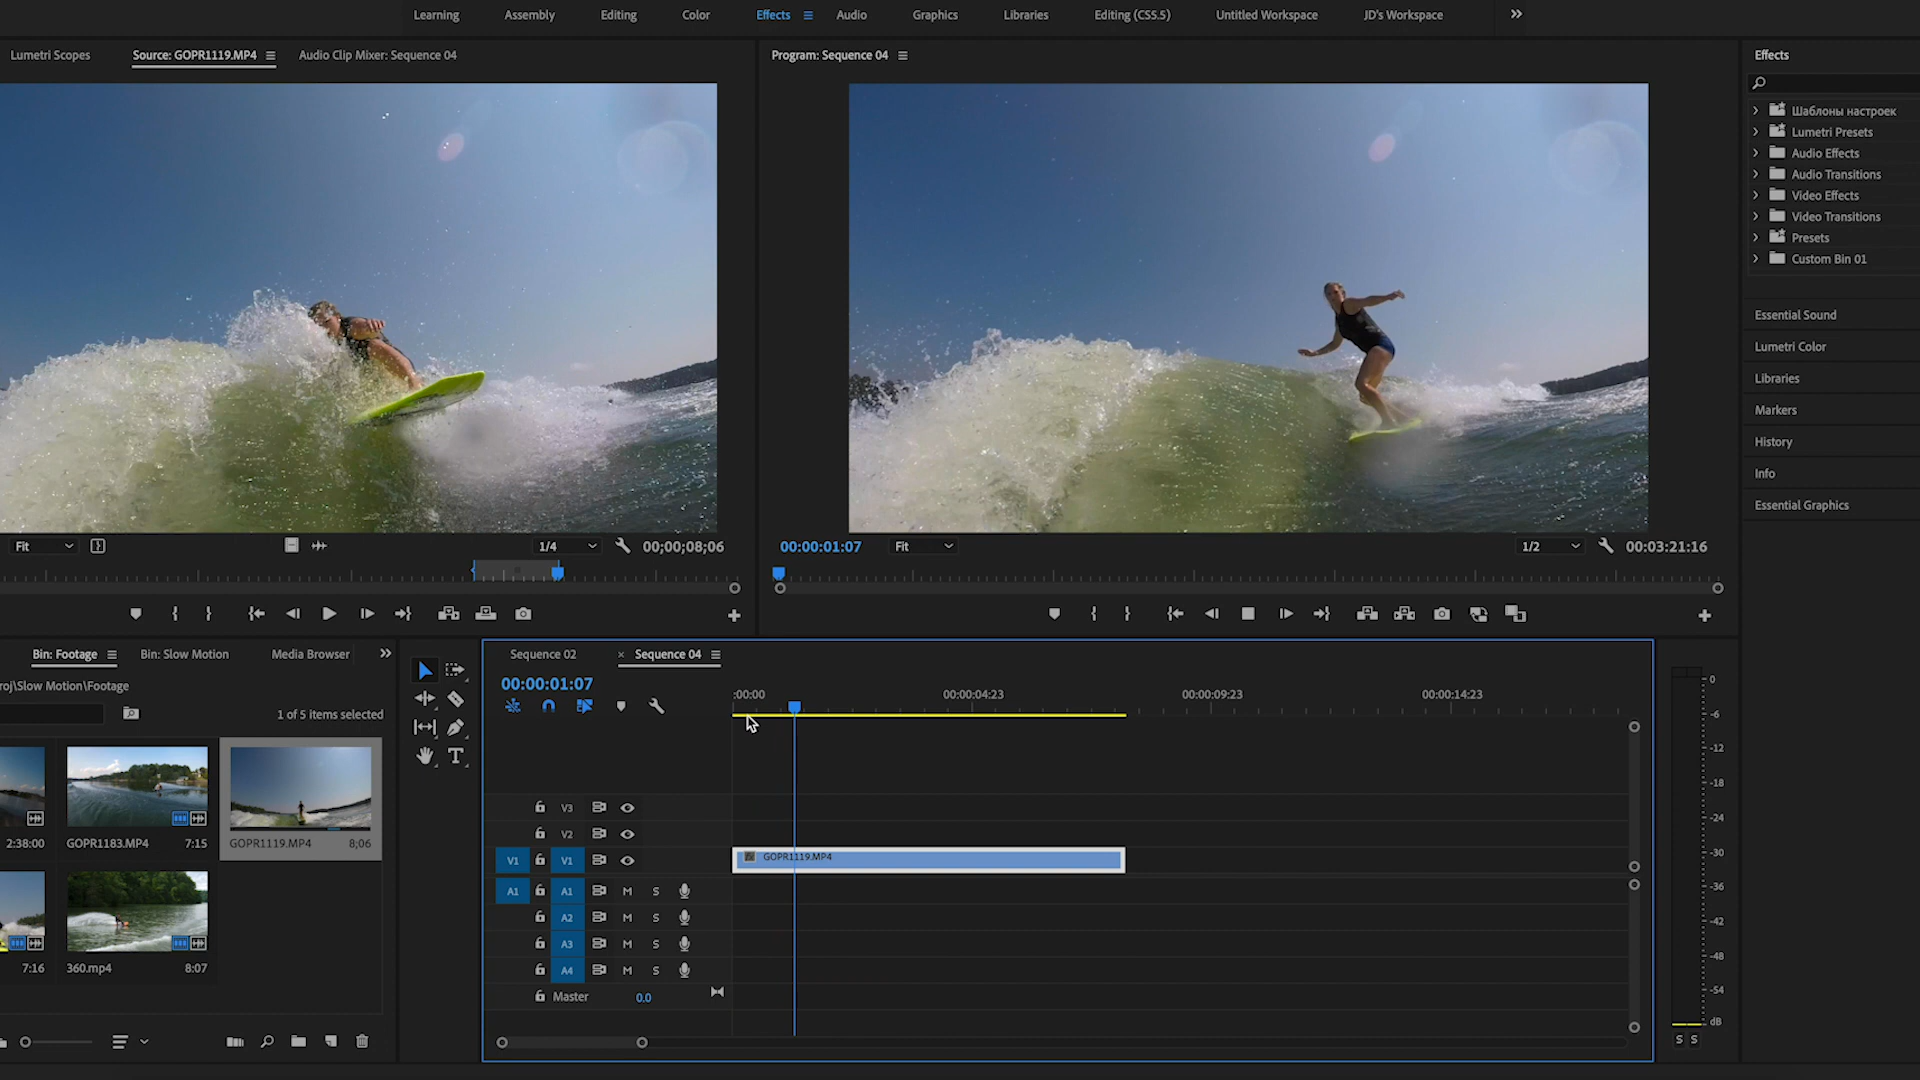 Learning Assembly Editing Color Effects Audio Graphics Libraries Editing (CS5.5) Untitled Workspace JD's Workspace
Lumetri Scopes Source: GOPR1119.MP4 Audio Clip Mixer: Sequence 04
Program: Sequence 04
Effects
Шаблоны настроек
Lumetri Presets
Audio Effects
Audio Transitions
Video Effects
Video Transitions
Presets
Custom Bin 01
Essential Sound
Lumetri Color
Libraries
Markers
History
Info
Essential Graphics
Fit 1/4 00;00;08;06
00:00:01:07 Fit 1/2 00:03:21:16
Bin: Footage Bin: Slow Motion Media Browser
roj\Slow Motion\Footage
1 of 5 items selected
2:38:00 GOPR1183.MP4 7:15 GOPR1119.MP4 8;06
7:16 360.mp4 8:07
Sequence 02 × Sequence 04
00:00:01:07
:00:00 00:00:04:23 00:00:09:23 00:00:14:23
V3
V2
V1 V1 GOPR1119.MP4
A1 A1 M S
A2 M S
A3 M S
A4 M S
Master 0.0
0
-6
-12
-18
-24
-30
-36
-42
-48
-54
dB
S S